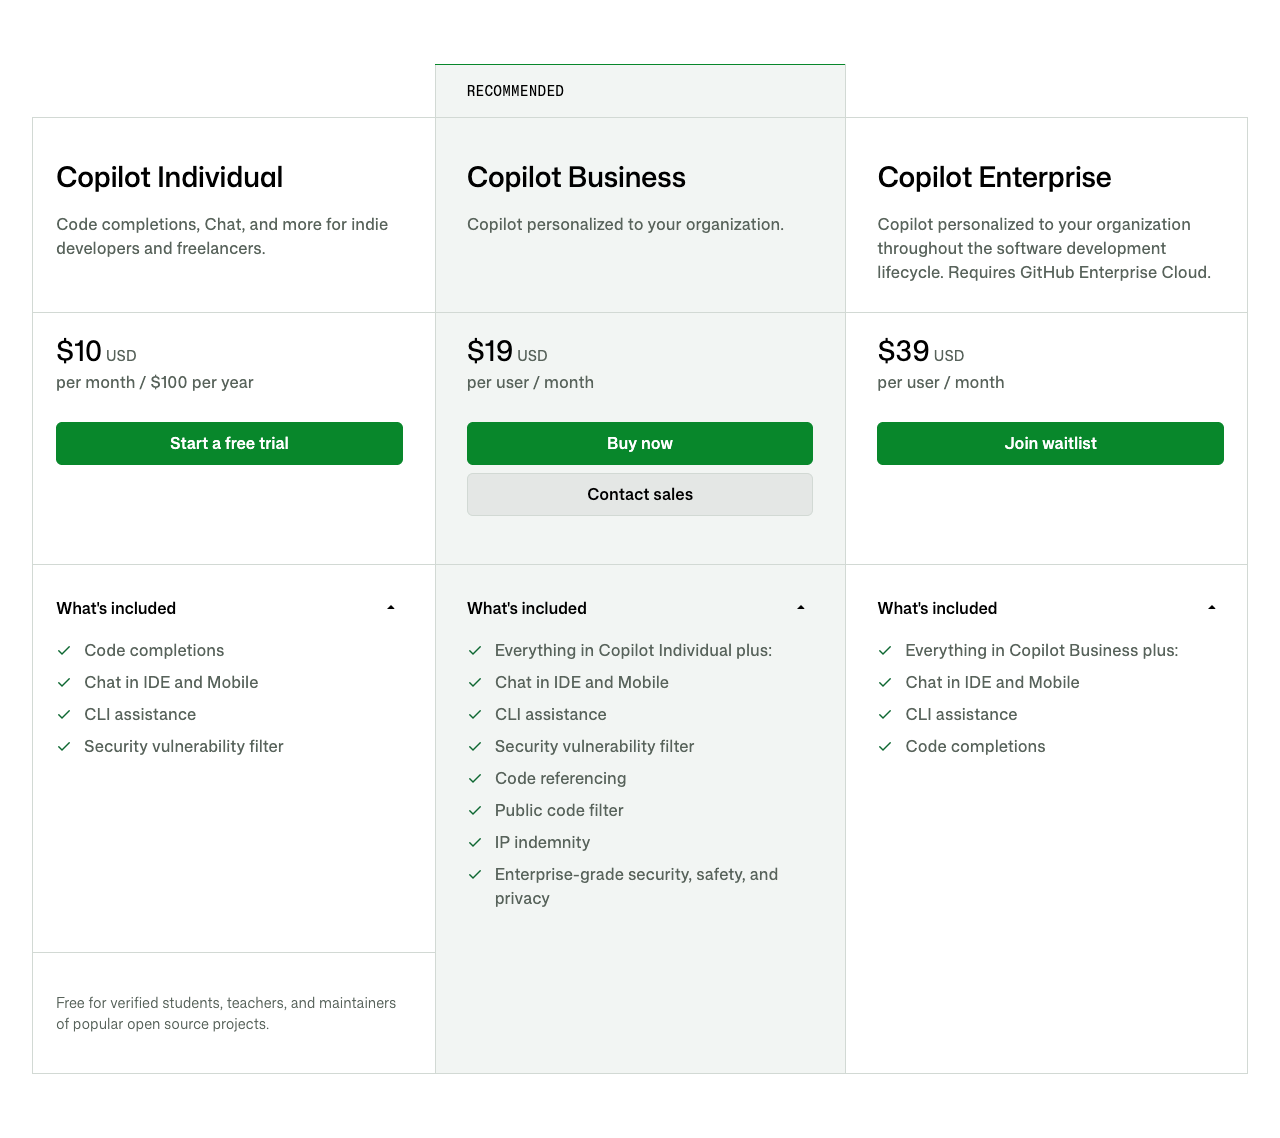 RECOMMENDED
Copilot Individual
Code completions, Chat, and more for indie
developers and freelancers.
$10 USD
per month / $100 per year
Start a free trial
What's included
Code completions
Chat in IDE and Mobile
CLI assistance
Security vulnerability filter
Free for verified students, teachers, and maintainers
of popular open source projects.
Copilot Business
Copilot personalized to your organization.
$19 USD
per user / month
Buy now
Contact sales
What's included
Everything in Copilot Individual plus:
Chat in IDE and Mobile
CLI assistance
Security vulnerability filter
Code referencing
Public code filter
IP indemnity
Enterprise-grade security, safety, and
privacy
Copilot Enterprise
Copilot personalized to your organization
throughout the software development
lifecycle. Requires GitHub Enterprise Cloud.
$39 USD
per user / month
Join waitlist
What's included
Everything in Copilot Business plus:
Chat in IDE and Mobile
CLI assistance
Code completions